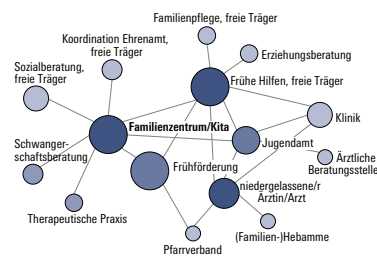 Familienpflege, freie Träger
Koordination Ehrenamt,
freie Träger
Erziehungsberatung
Sozialberatung,
freie Träger
Frühe Hilfen, freie Träger
Klinik
Familienzentrum/Kita
Jugendamt
Schwanger-
schaftsberatung
Frühförderung
Ärztliche
Beratungsstelle
niedergelassene/r
Ärztin/Arzt
Therapeutische Praxis
(Familien-)Hebamme
Pfarrverband